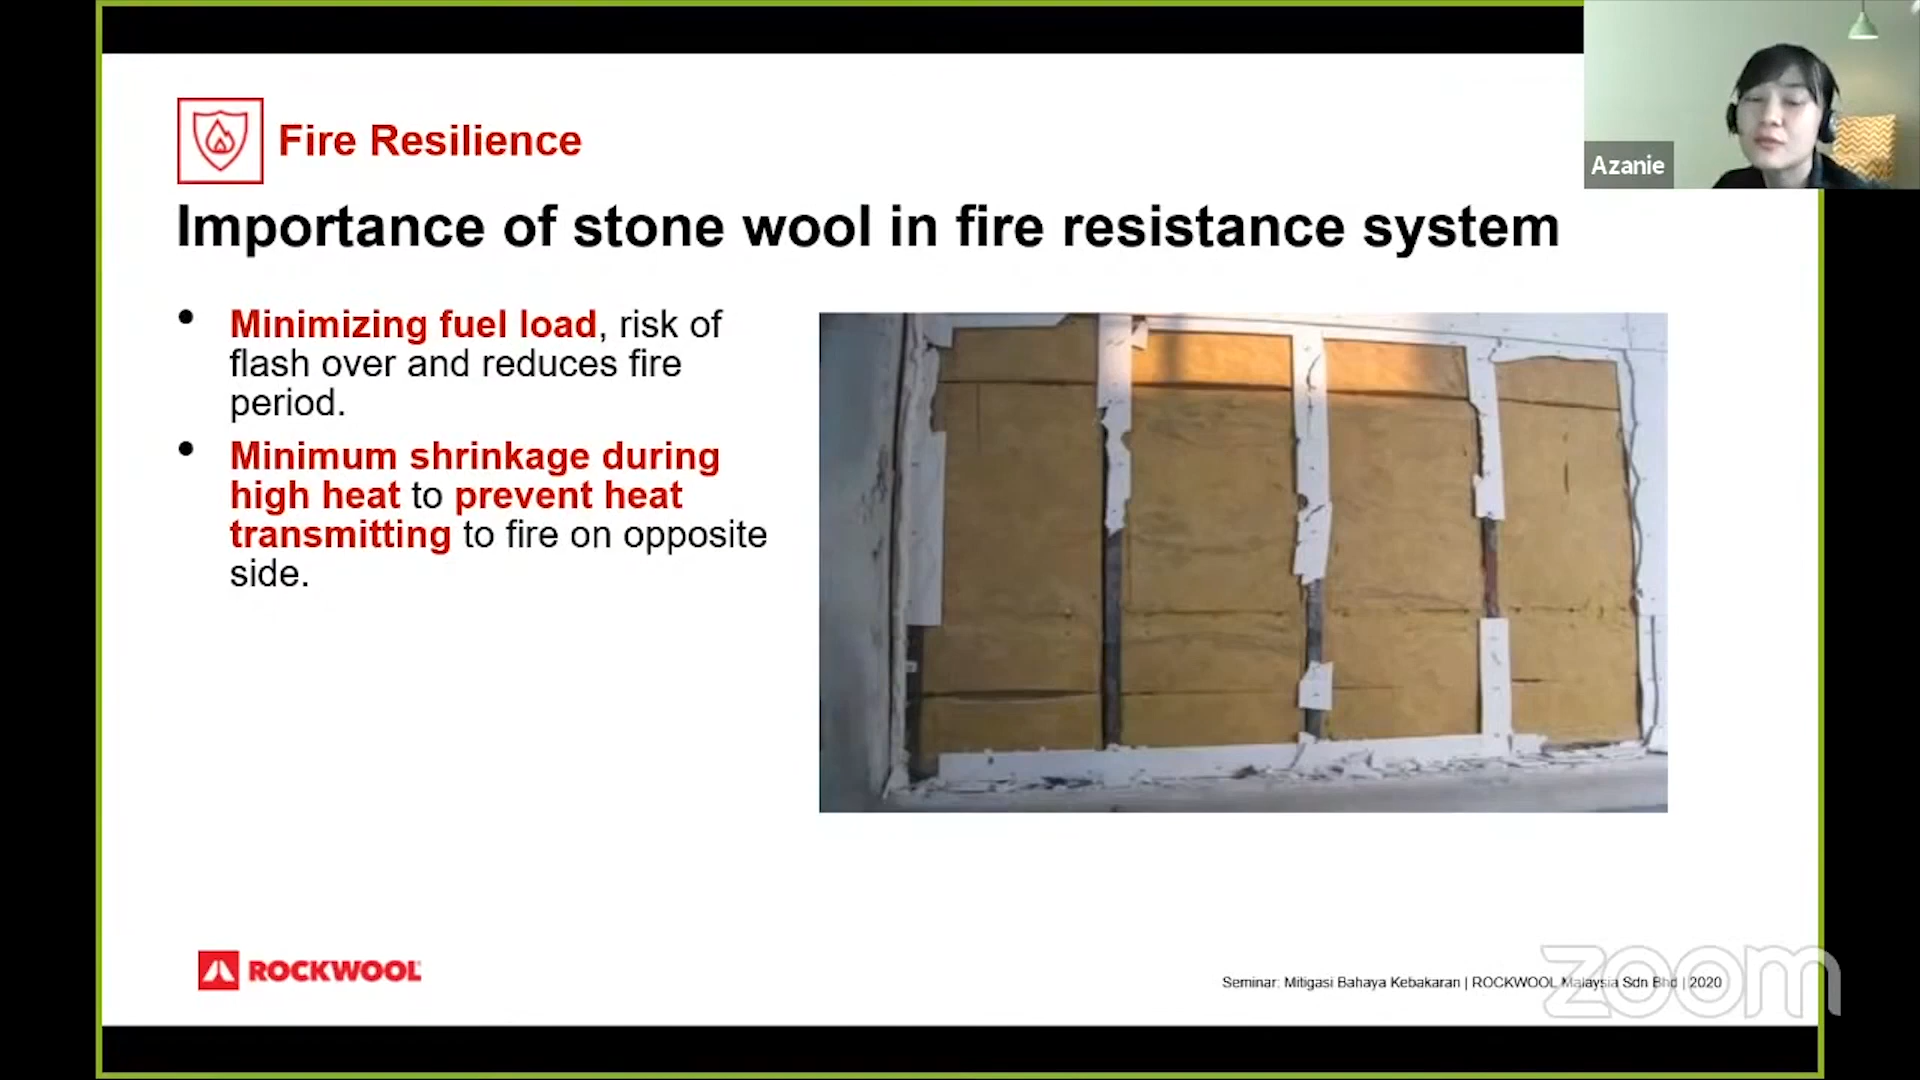 Azanie
Fire Resilience
Importance of stone wool in fire resistance system
• Minimizing fuel load, risk of
flash over and reduces fire
period.
• Minimum shrinkage during
high heat to prevent heat
transmitting to fire on opposite
side.
ROCKWOOL
Seminar: Mitigasi Bahaya Kebakaran | ROCKWOOL Malaysia Sdn Bhd | 2020
zoom